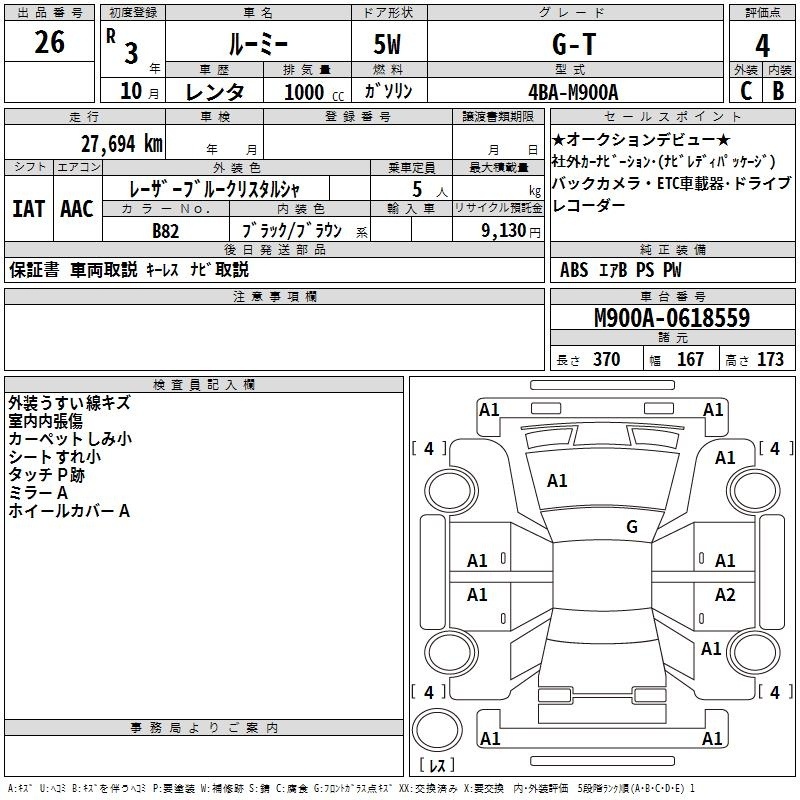 出品番号 初度登録 車名 ドア形状 グレード 評価点
26 R 3 年 ルーミー 5W G-T 4
車歴 排気量 燃料 型式 外装 内装
10月 レンタ 1000 CC ガソリン 4BA-M900A C B
走行 車検 登録番号 譲渡書類期限 セールスポイント
27,694 km 年 月 月 日
★オークションデビュー★
社外カーナビーション・(ナビレディパッケージ)
バックカメラ・ETC車載器・ドライブ
レコーダー
シフト エアコン 外装色 乗車定員 最大積載量
IAT AAC レーザーブルークリスタルシャ 5 人 kg
カラーNo. 内装色 輸入車 リサイクル預託金
B82 ブラック/ブラウン 系 9,130円
後日発送部品 純正装備
保証書 車両取説 キーレス ナビ取説 ABS エアB PS PW
注意事項欄 車台番号
M900A-0618559
諸元
長さ 370 幅 167 高さ 173
検査員記入欄
外装うすい線キズ
室内内張傷
カーペットしみ小
シートすれ小
タッチP跡
ミラーA
ホイールカバーA
A1 A1
[ 4 ] [ 4 ]
A1
A1
G
A1 A1
A1 A2
A1
[ 4 ] [ 4 ]
A1 A1
[ レス ]
事務局よりご案内
A:キズ U:ヘコミ B:キズを伴うヘコミ P:要塗装 W:補修跡 S:錆 C:腐食 G:フロントガラス点キズ XX:交換済み X:要交換 内・外装評価 5段階ランク順(A・B・C・D・E) 1